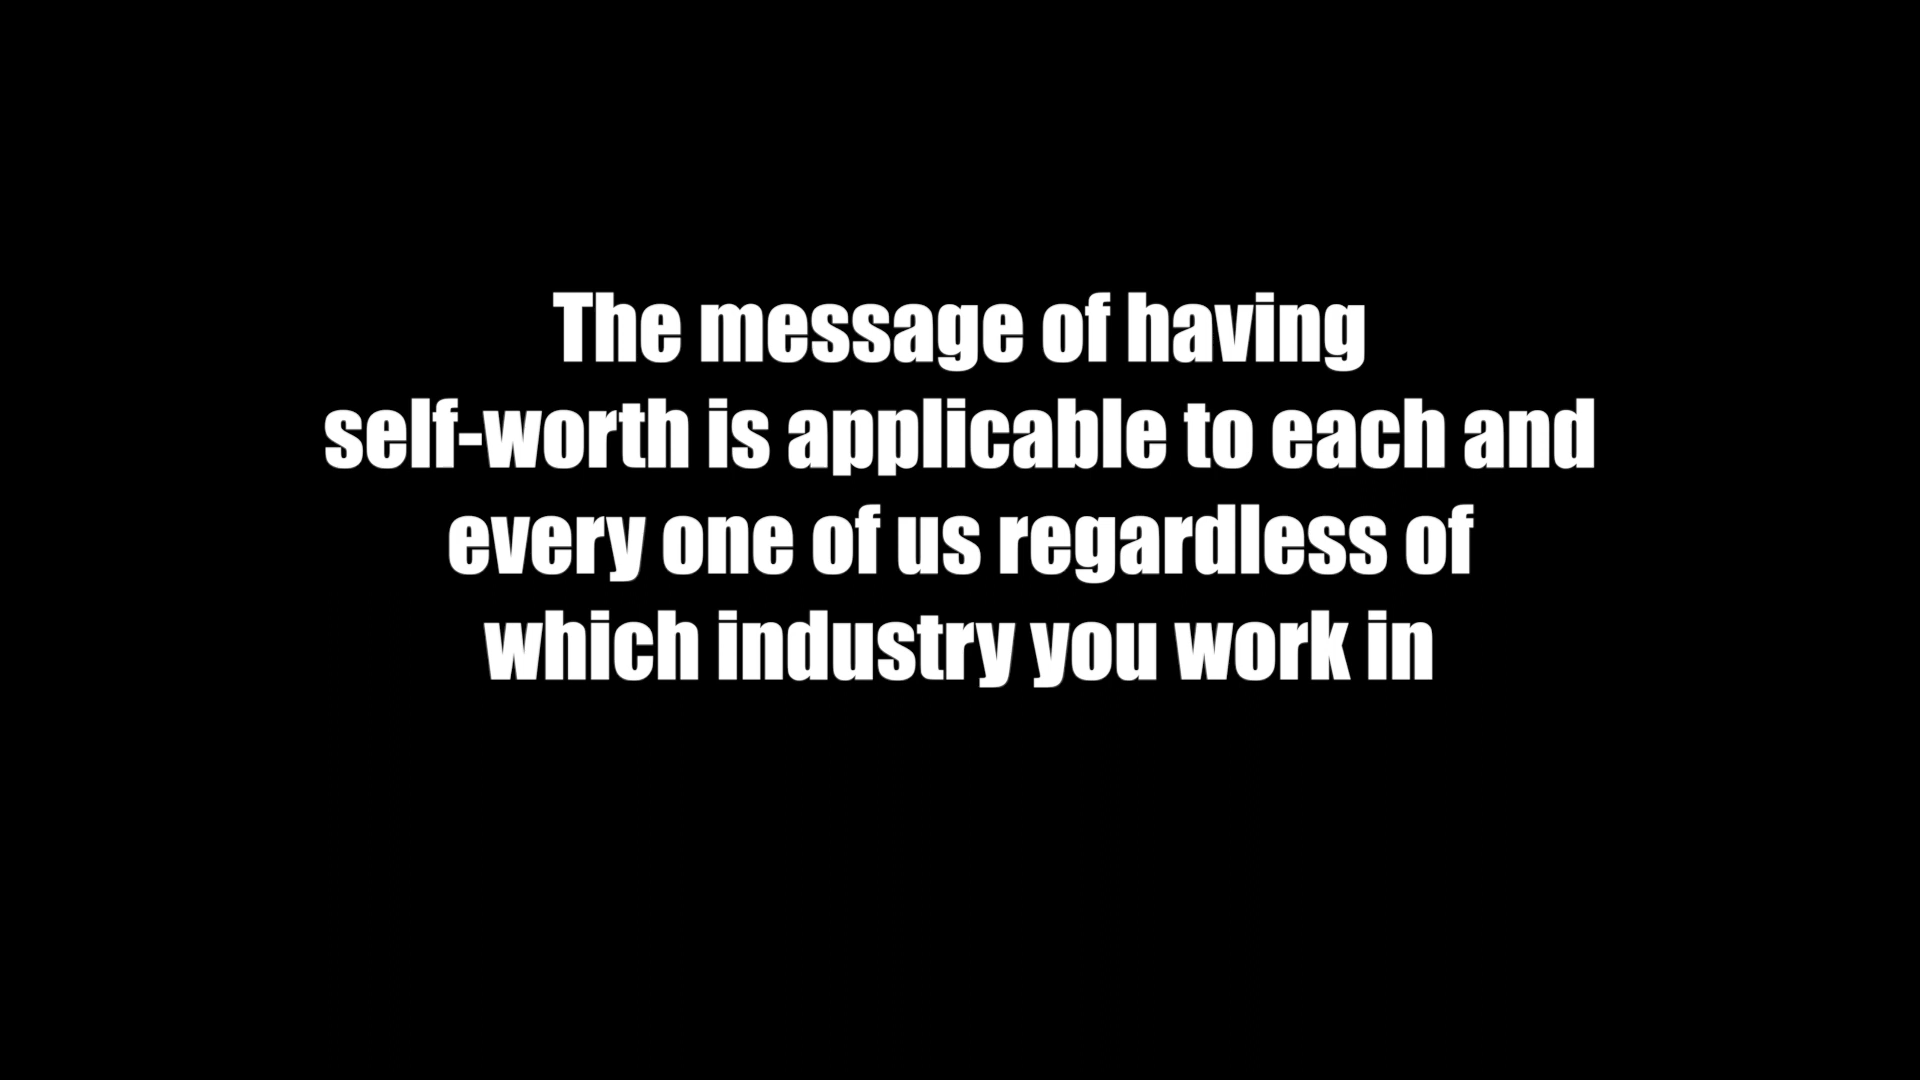 The message of having
self-worth is applicable to each and
every one of us regardless of
which industry you work in